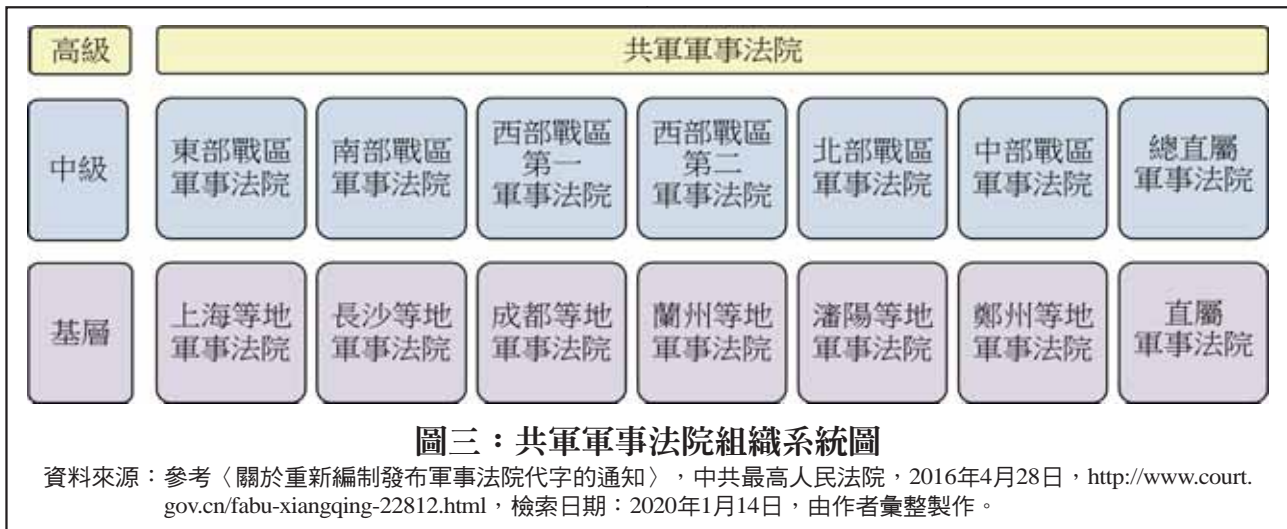 高級
共軍軍事法院
中級
東部戰區
軍事法院
南部戰區
軍事法院
西部戰區
第一
軍事法院
西部戰區
第二
軍事法院
北部戰區
軍事法院
中部戰區
軍事法院
總直屬
軍事法院
基層
上海等地
軍事法院
長沙等地
軍事法院
成都等地
軍事法院
蘭州等地
軍事法院
瀋陽等地
軍事法院
鄭州等地
軍事法院
直屬
軍事法院
圖三：共軍軍事法院組織系統圖
資料來源：參考〈關於重新編制發布軍事法院代字的通知〉，中共最高人民法院，2016年4月28日，http://www.court.
gov.cn/fabu-xiangqing-22812.html，檢索日期：2020年1月14日，由作者彙整製作。